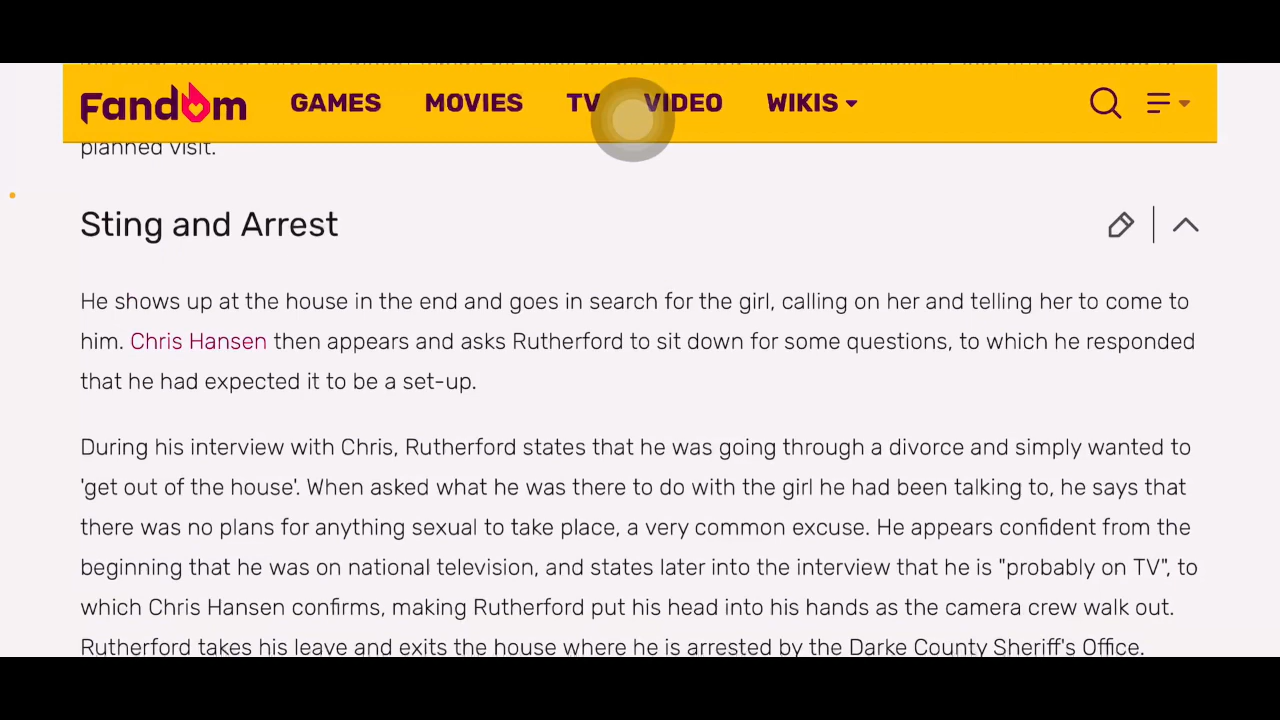 Fandom GAMES MOVIES TV VIDEO WIKIS
planned visit.
Sting and Arrest
He shows up at the house in the end and goes in search for the girl, calling on her and telling her to come to
him. Chris Hansen then appears and asks Rutherford to sit down for some questions, to which he responded
that he had expected it to be a set-up.
During his interview with Chris, Rutherford states that he was going through a divorce and simply wanted to
'get out of the house'. When asked what he was there to do with the girl he had been talking to, he says that
there was no plans for anything sexual to take place, a very common excuse. He appears confident from the
beginning that he was on national television, and states later into the interview that he is "probably on TV", to
which Chris Hansen confirms, making Rutherford put his head into his hands as the camera crew walk out.
Rutherford takes his leave and exits the house where he is arrested by the Darke County Sheriff's Office.